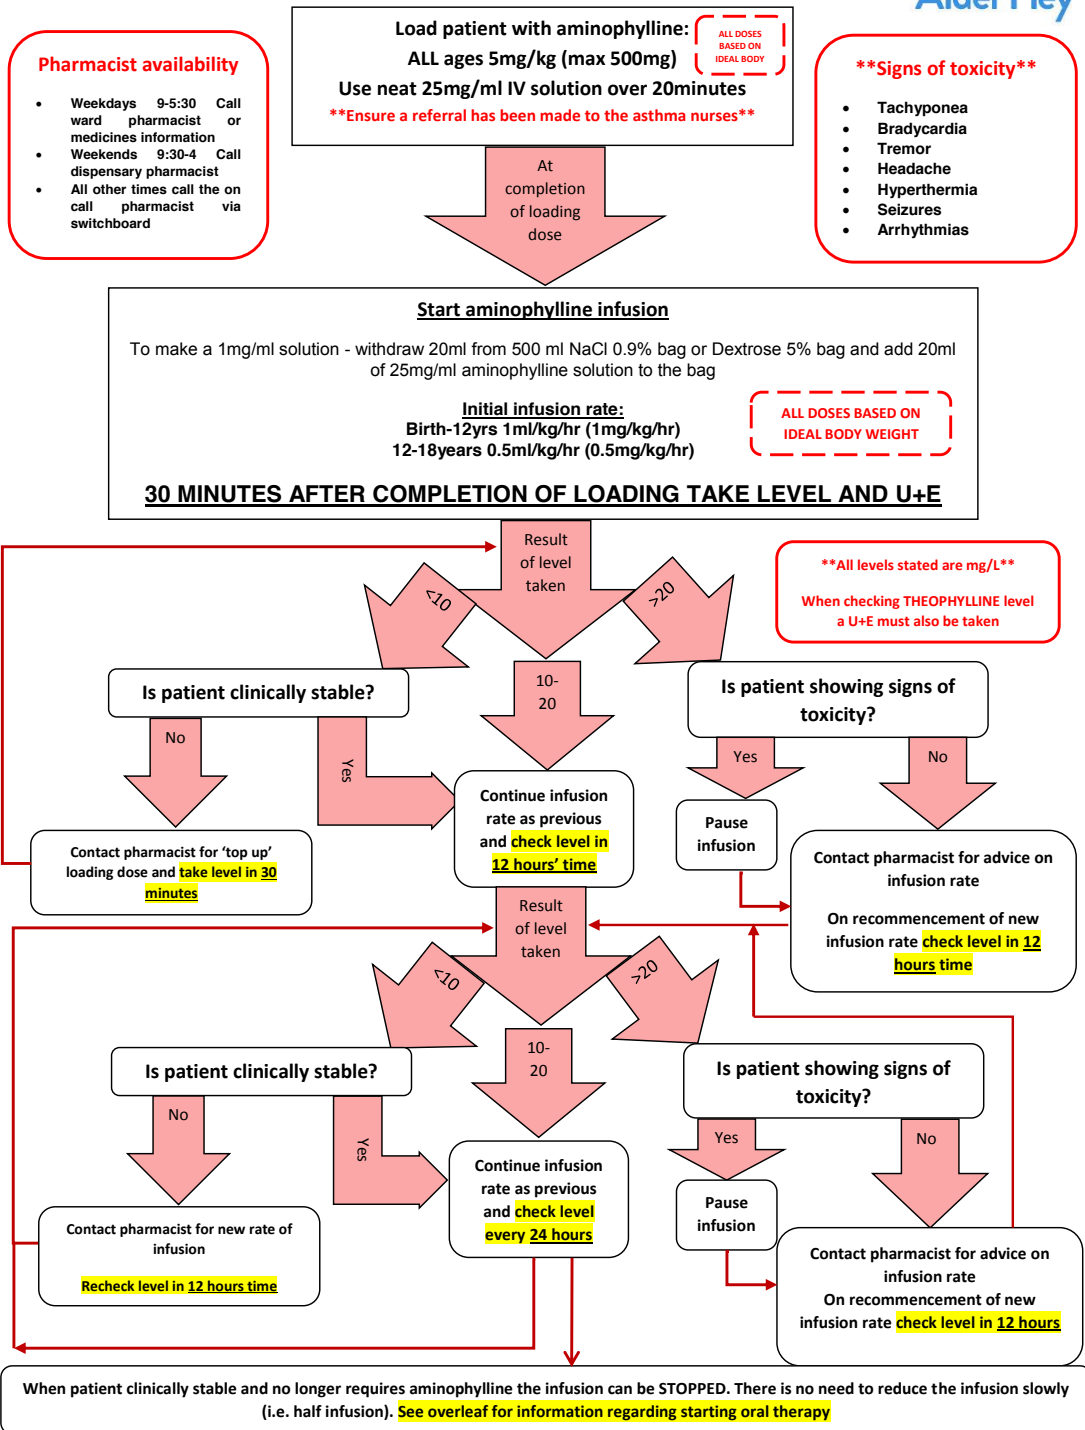 Alder Hey
Load patient with aminophylline:
ALL ages 5mg/kg (max 500mg)
Use neat 25mg/ml IV solution over 20minutes
**Ensure a referral has been made to the asthma nurses**
ALL DOSES
BASED ON
IDEAL BODY
Pharmacist availability
• Weekdays 9-5:30 Call
ward pharmacist or
medicines information
• Weekends 9:30-4 Call
dispensary pharmacist
• All other times call the on
call pharmacist via
switchboard
**Signs of toxicity**
• Tachyponea
• Bradycardia
• Tremor
• Headache
• Hyperthermia
• Seizures
• Arrhythmias
At
completion
of loading
dose
Start aminophylline infusion
To make a 1mg/ml solution - withdraw 20ml from 500 ml NaCl 0.9% bag or Dextrose 5% bag and add 20ml
of 25mg/ml aminophylline solution to the bag
Initial infusion rate:
Birth-12yrs 1ml/kg/hr (1mg/kg/hr)
12-18years 0.5ml/kg/hr (0.5mg/kg/hr)
ALL DOSES BASED ON
IDEAL BODY WEIGHT
30 MINUTES AFTER COMPLETION OF LOADING TAKE LEVEL AND U+E
Result
of level
taken
<10
>20
**All levels stated are mg/L**
When checking THEOPHYLLINE level
a U+E must also be taken
Is patient clinically stable?
10-
20
Is patient showing signs of
toxicity?
No
Yes
Yes
No
Contact pharmacist for ‘top up’
loading dose and take level in 30
minutes
Continue infusion
rate as previous
and check level in
12 hours’ time
Pause
infusion
Contact pharmacist for advice on
infusion rate
On recommencement of new
infusion rate check level in 12
hours time
Result
of level
taken
<10
>20
Is patient clinically stable?
10-
20
Is patient showing signs of
toxicity?
No
Yes
Yes
No
Contact pharmacist for new rate of
infusion
Recheck level in 12 hours time
Continue infusion
rate as previous
and check level
every 24 hours
Pause
infusion
Contact pharmacist for advice on
infusion rate
On recommencement of new
infusion rate check level in 12 hours
When patient clinically stable and no longer requires aminophylline the infusion can be STOPPED. There is no need to reduce the infusion slowly
(i.e. half infusion). See overleaf for information regarding starting oral therapy